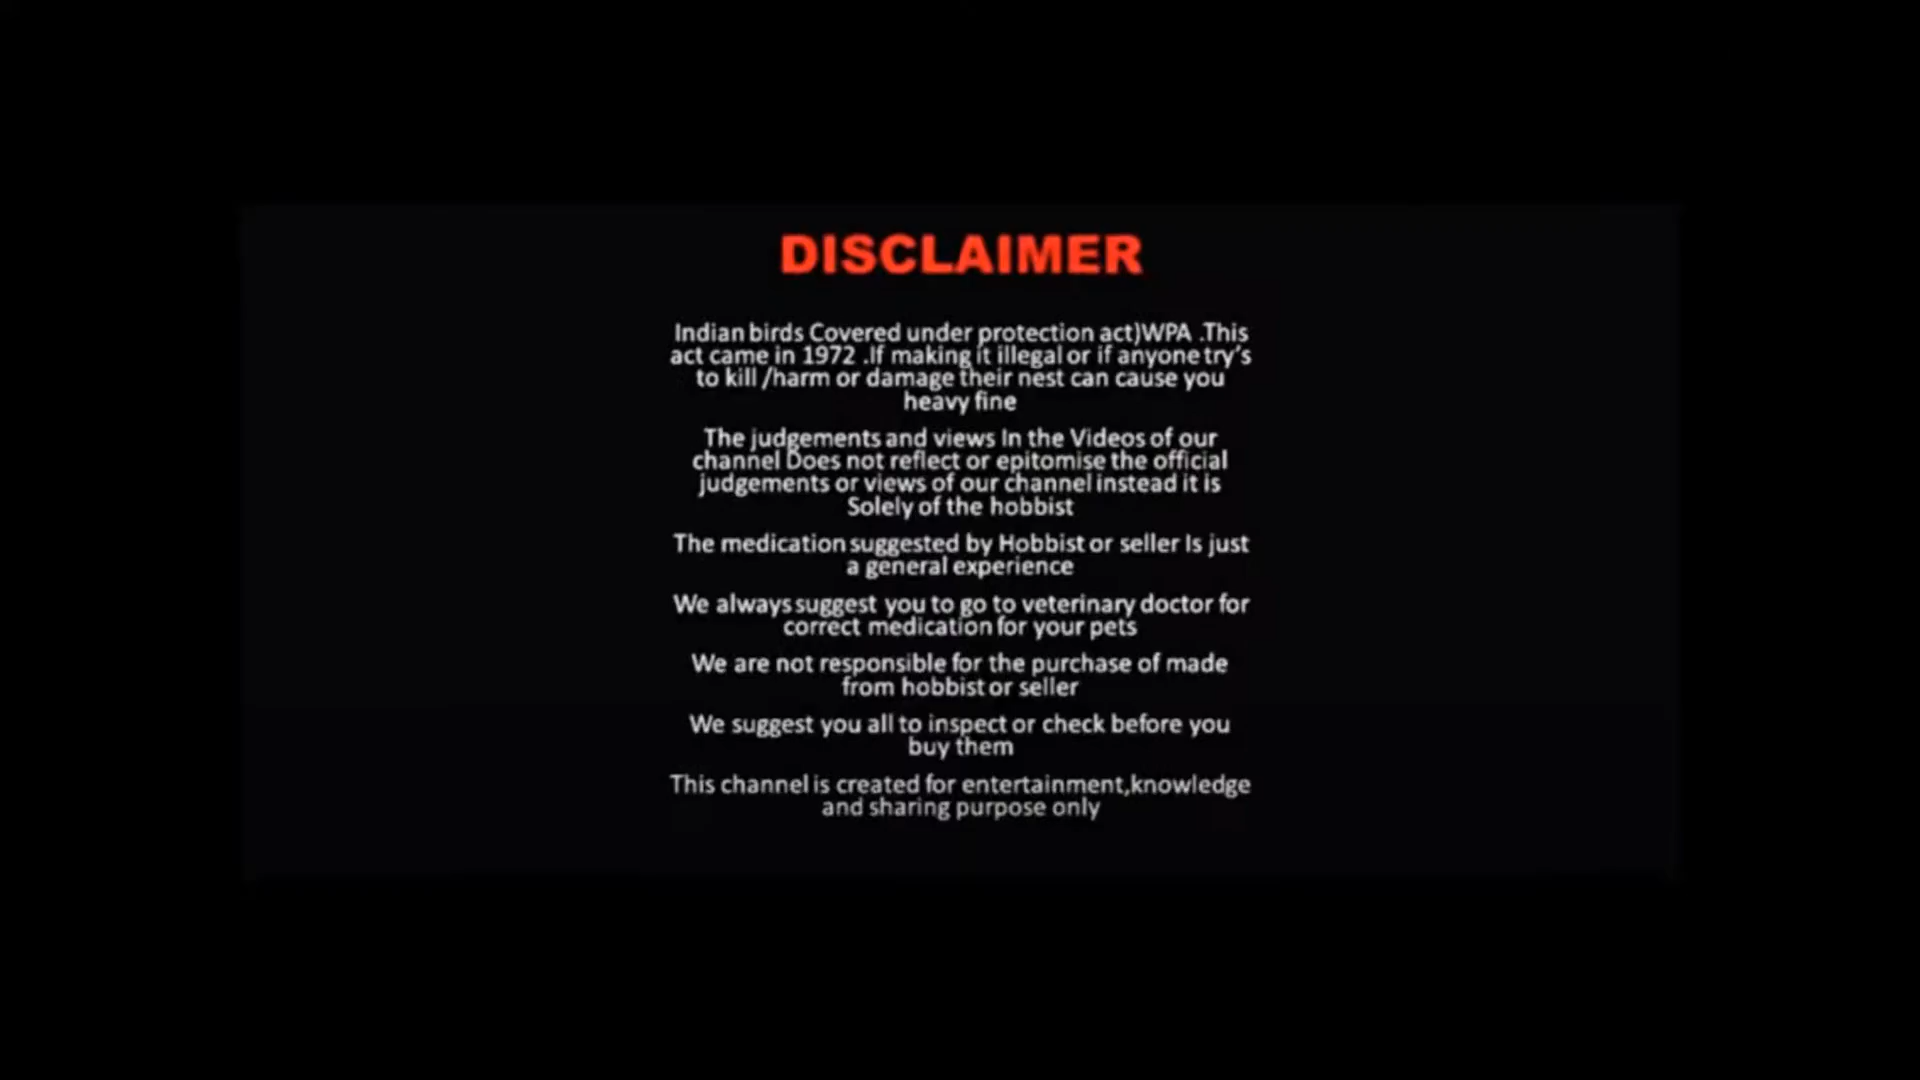 DISCLAIMER
Indian birds Covered under protection act)WPA .This
act came in 1972 .If making it illegal or if anyone try's
to kill /harm or damage their nest can cause you
heavy fine
The judgements and views In the Videos of our
channel Does not reflect or epitomise the official
judgements or views of our channel instead it is
Solely of the hobbist
The medication suggested by Hobbist or seller Is just
a general experience
We always suggest you to go to veterinary doctor for
correct medication for your pets
We are not responsible for the purchase of made
from hobbist or seller
We suggest you all to inspect or check before you
buy them
This channel is created for entertainment,knowledge
and sharing purpose only